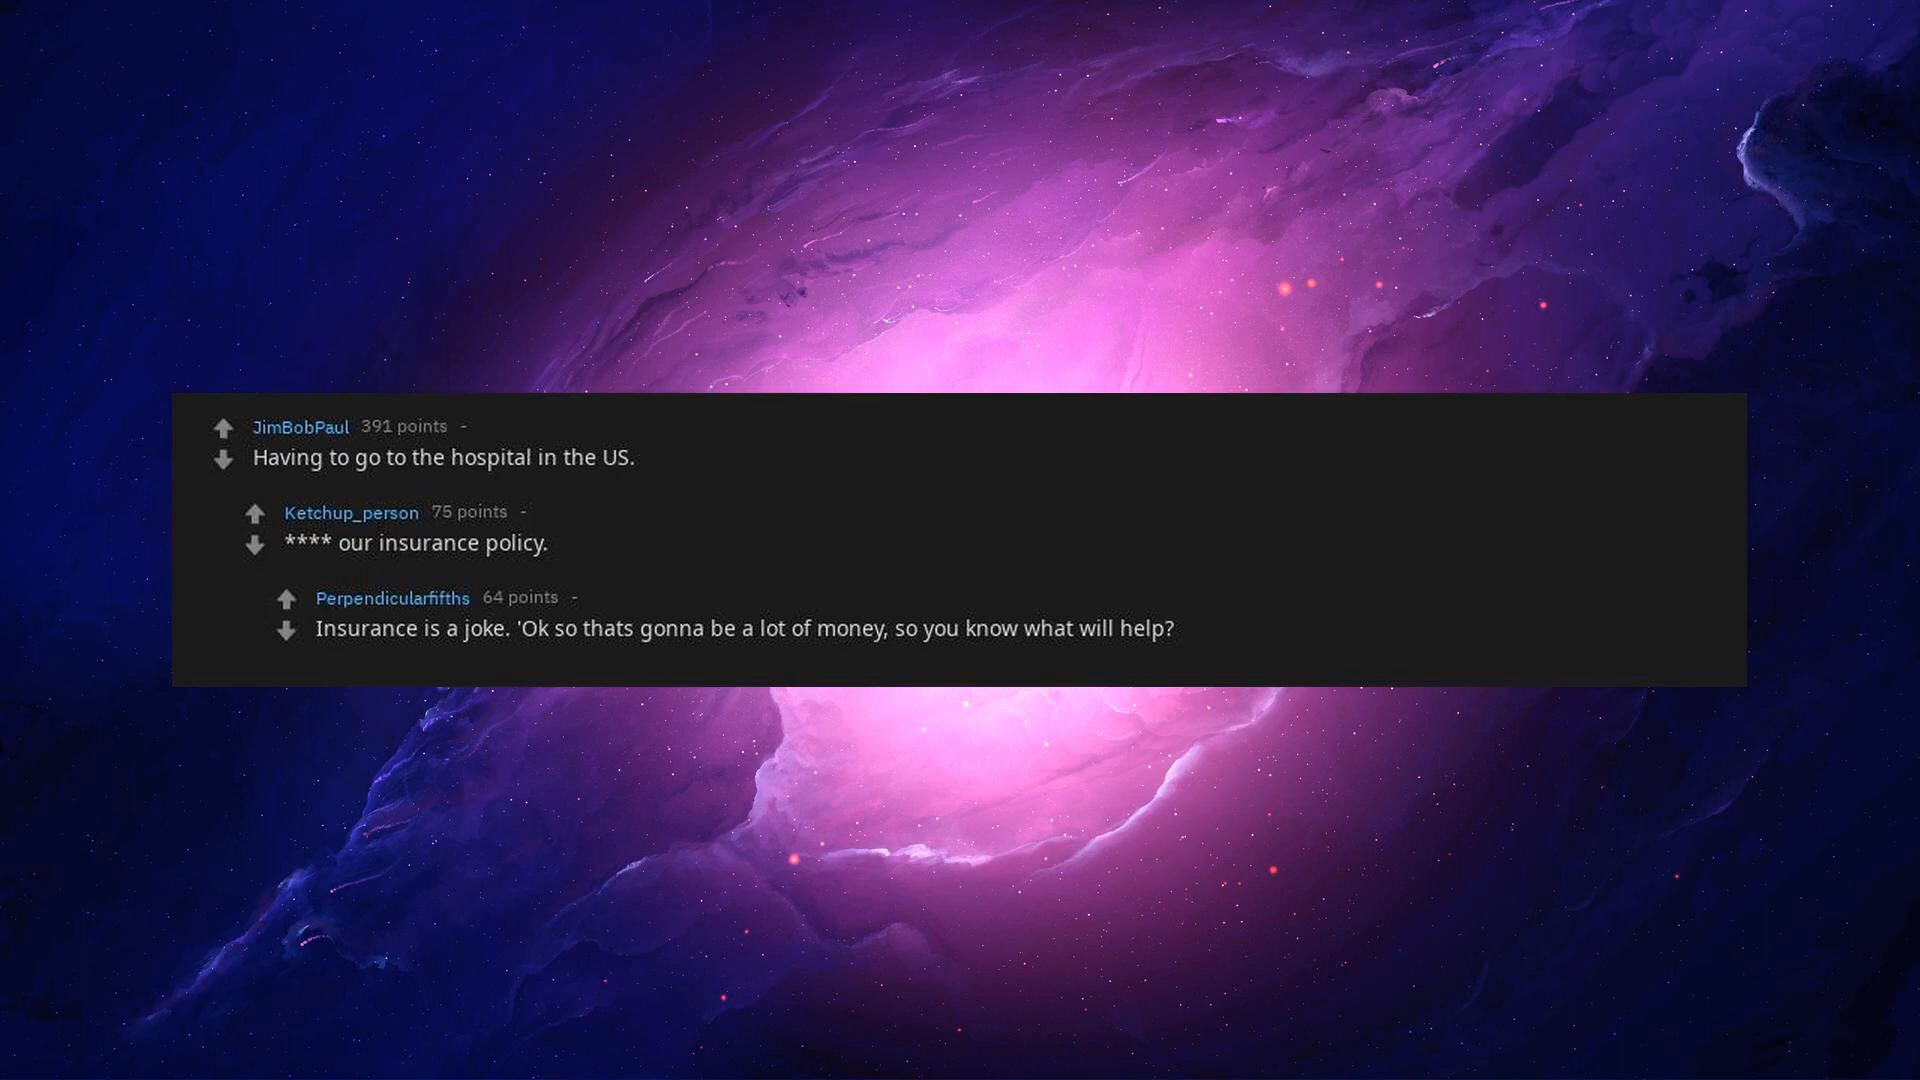 JimBobPaul 391 points -
Having to go to the hospital in the US.
Ketchup_person 75 points -
**** our insurance policy.
Perpendicularfifths 64 points -
Insurance is a joke. 'Ok so thats gonna be a lot of money, so you know what will help?